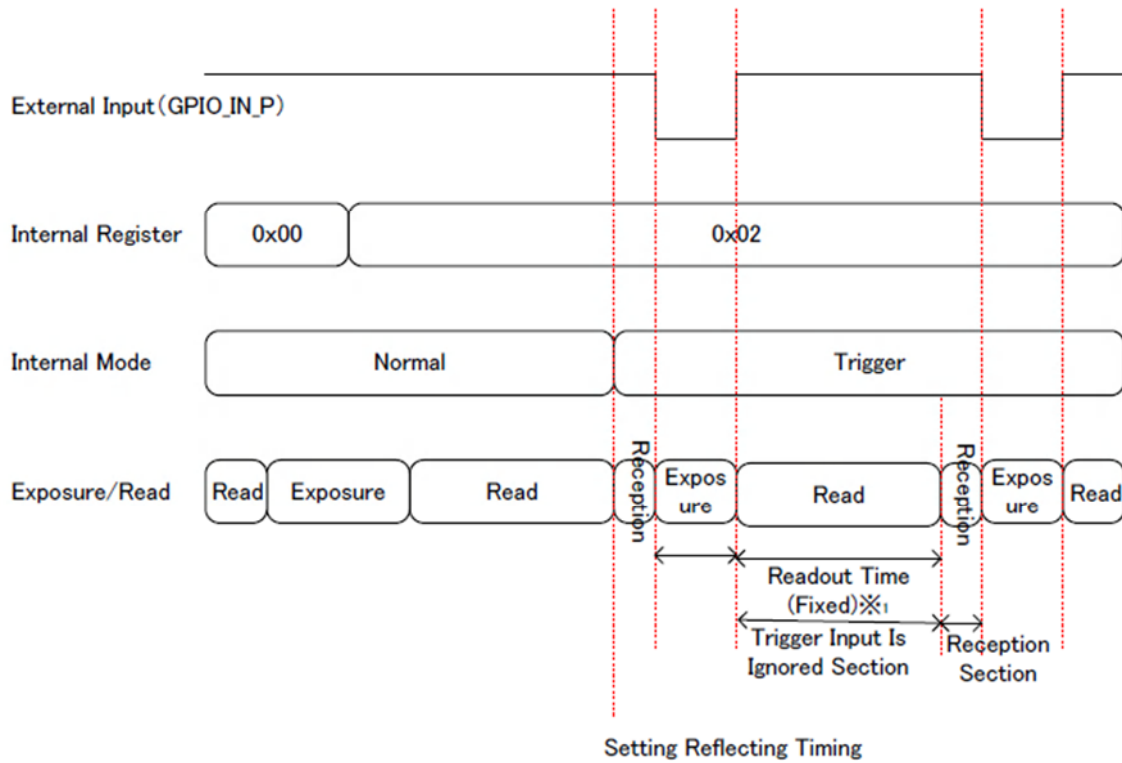 External Input(GPIO_IN_P)
Internal Register 0x00 0x02
Internal Mode Normal Trigger
Exposure/Read Read Exposure Read Reception Expos
ure Read Reception Expos
ure Read
Readout Time
(Fixed)※1
Trigger Input Is
Ignored Section
Reception
Section
Setting Reflecting Timing